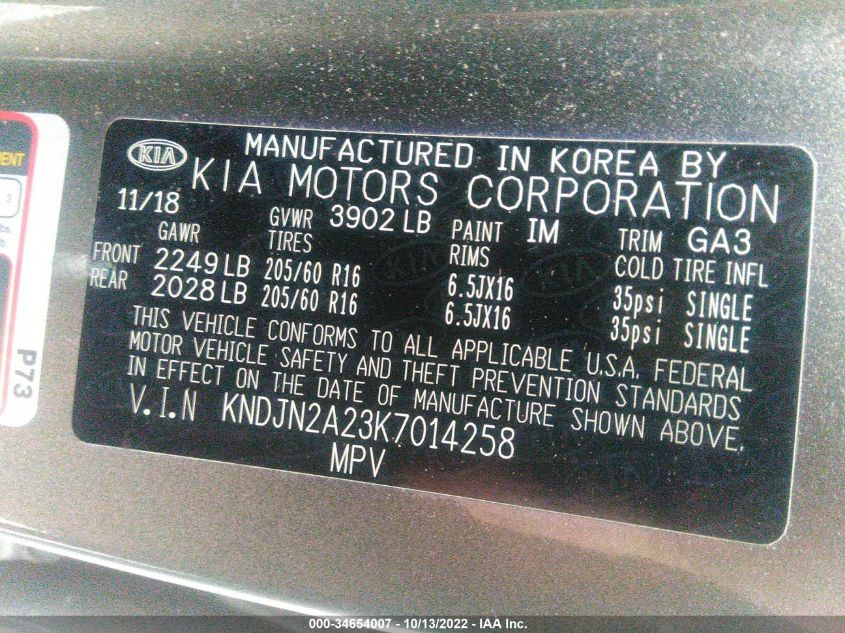 KIA
MANUFACTURED IN KOREA BY
KIA MOTORS CORPORATION
11/18 GVWR 3902 LB PAINT IM TRIM GA3
GAWR TIRES RIMS COLD TIRE INFL
FRONT 2249 LB 205/60 R16 6.5JX16 35psi SINGLE
REAR 2028 LB 205/60 R16 6.5JX16 35psi SINGLE
THIS VEHICLE CONFORMS TO ALL APPLICABLE U.S.A. FEDERAL
MOTOR VEHICLE SAFETY AND THEFT PREVENTION STANDARDS
IN EFFECT ON THE DATE OF MANUFACTURE SHOWN ABOVE.
V.I.N KNDJN2A23K7014258
MPV
3
P73
000-34654007 - 10/13/2022 - IAA Inc.